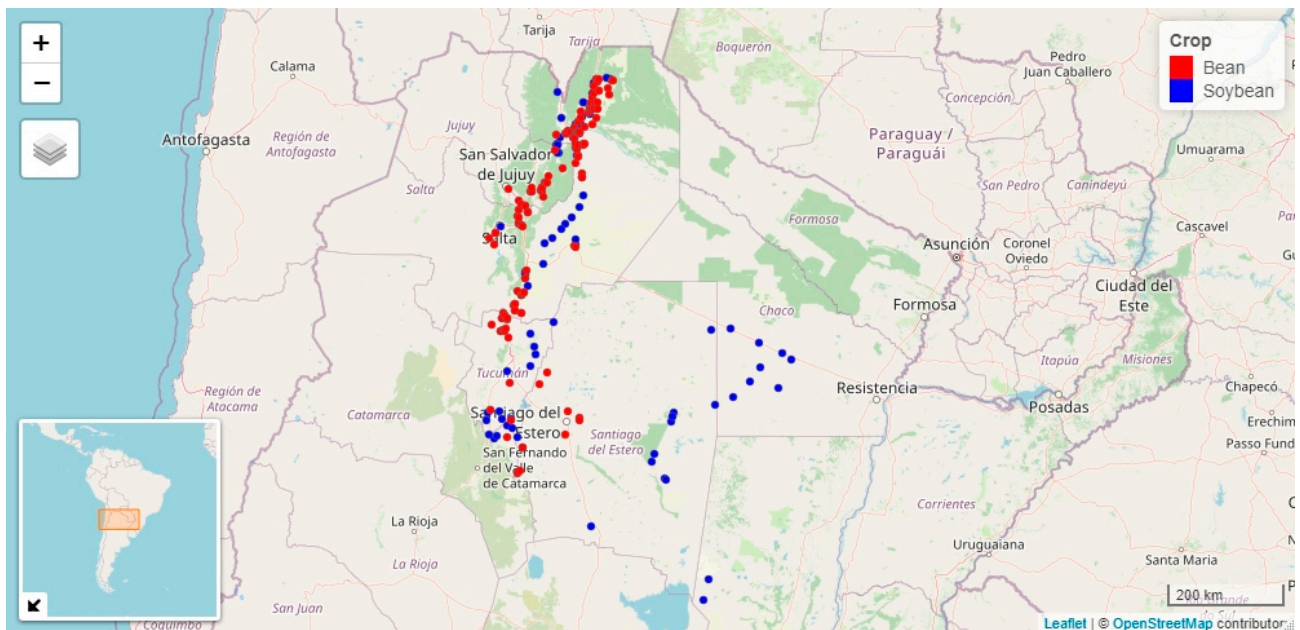 +
−
Crop
Bean
Soybean
Tarija
Tarija
Boquerón
Pedro
Juan Caballero
Calama
Concepción
Jujuy
Antofagasta
Región de
Antofagasta
Paraguay /
Paraguái
Umuarama
San Salvador
de Jujuy
Salta
San Pedro
Canindeyú
Formosa
Cascavel
Salta
Asunción
Coronel
Oviedo
Ciudad del
Este
Formosa
Chaco
Itapúa
Misiones
Tucumán
Región de
Atacama
Resistencia
Chapecó
Catamarca
Posadas
Santiago del
Estero
Santiago
del Estero
Erechim
Passo Fund
San Fernando
del Valle
de Catamarca
Corrientes
La Rioja
Uruguaiana
La Rioja
Santa Maria
San Juan
200 km
Coquimbo
Leaflet | © OpenStreetMap contributor